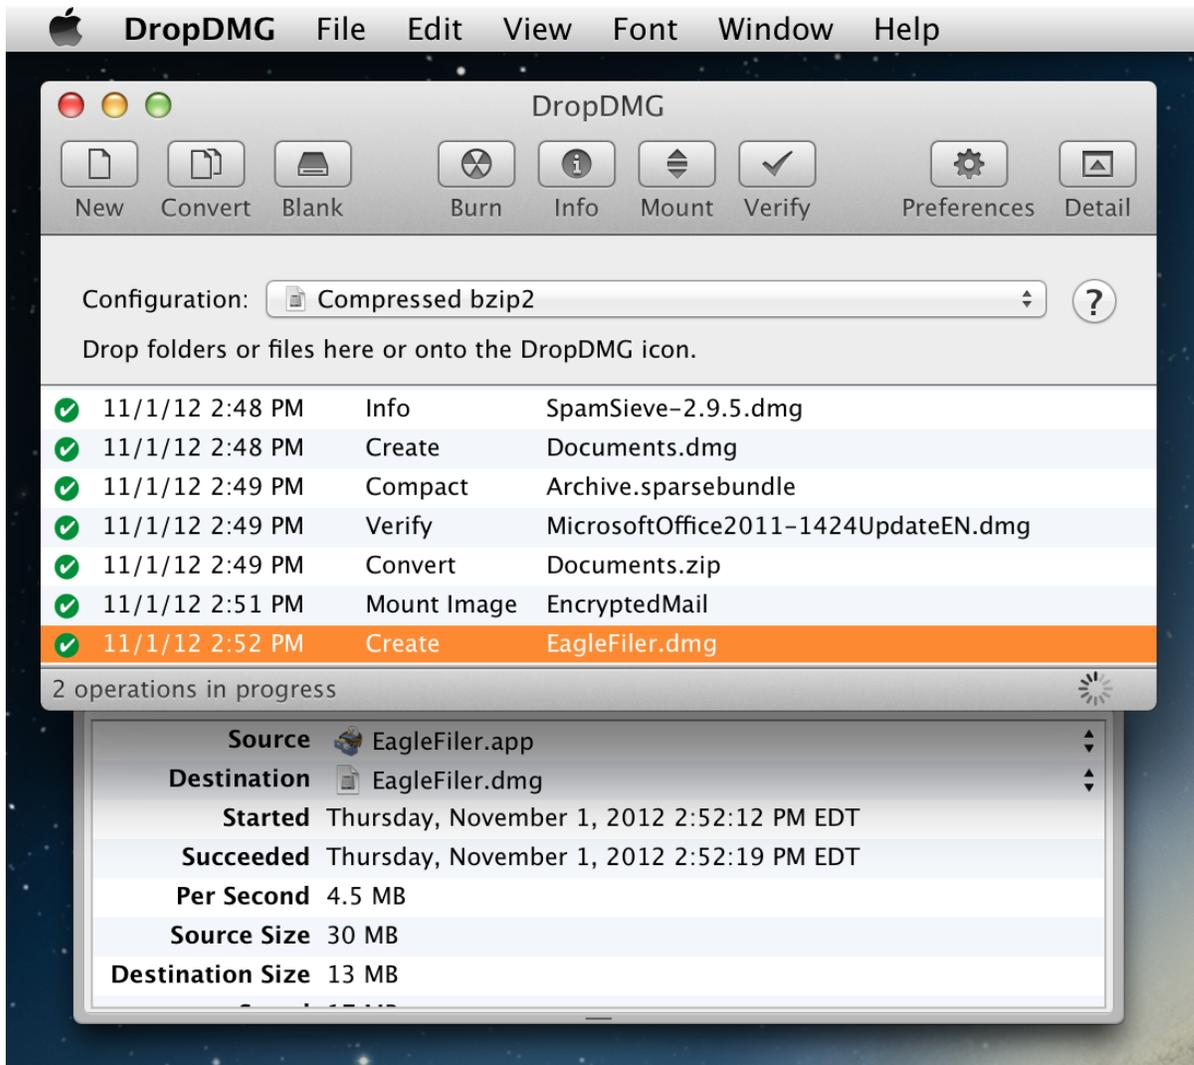 DropDMG File Edit View Font Window Help
DropDMG
New Convert Blank Burn Info Mount Verify Preferences Detail
Configuration: Compressed bzip2 ?
Drop folders or files here or onto the DropDMG icon.
11/1/12 2:48 PM Info SpamSieve-2.9.5.dmg
11/1/12 2:48 PM Create Documents.dmg
11/1/12 2:49 PM Compact Archive.sparsebundle
11/1/12 2:49 PM Verify MicrosoftOffice2011-1424UpdateEN.dmg
11/1/12 2:49 PM Convert Documents.zip
11/1/12 2:51 PM Mount Image EncryptedMail
11/1/12 2:52 PM Create EagleFiler.dmg
2 operations in progress
Source EagleFiler.app
Destination EagleFiler.dmg
Started Thursday, November 1, 2012 2:52:12 PM EDT
Succeeded Thursday, November 1, 2012 2:52:19 PM EDT
Per Second 4.5 MB
Source Size 30 MB
Destination Size 13 MB